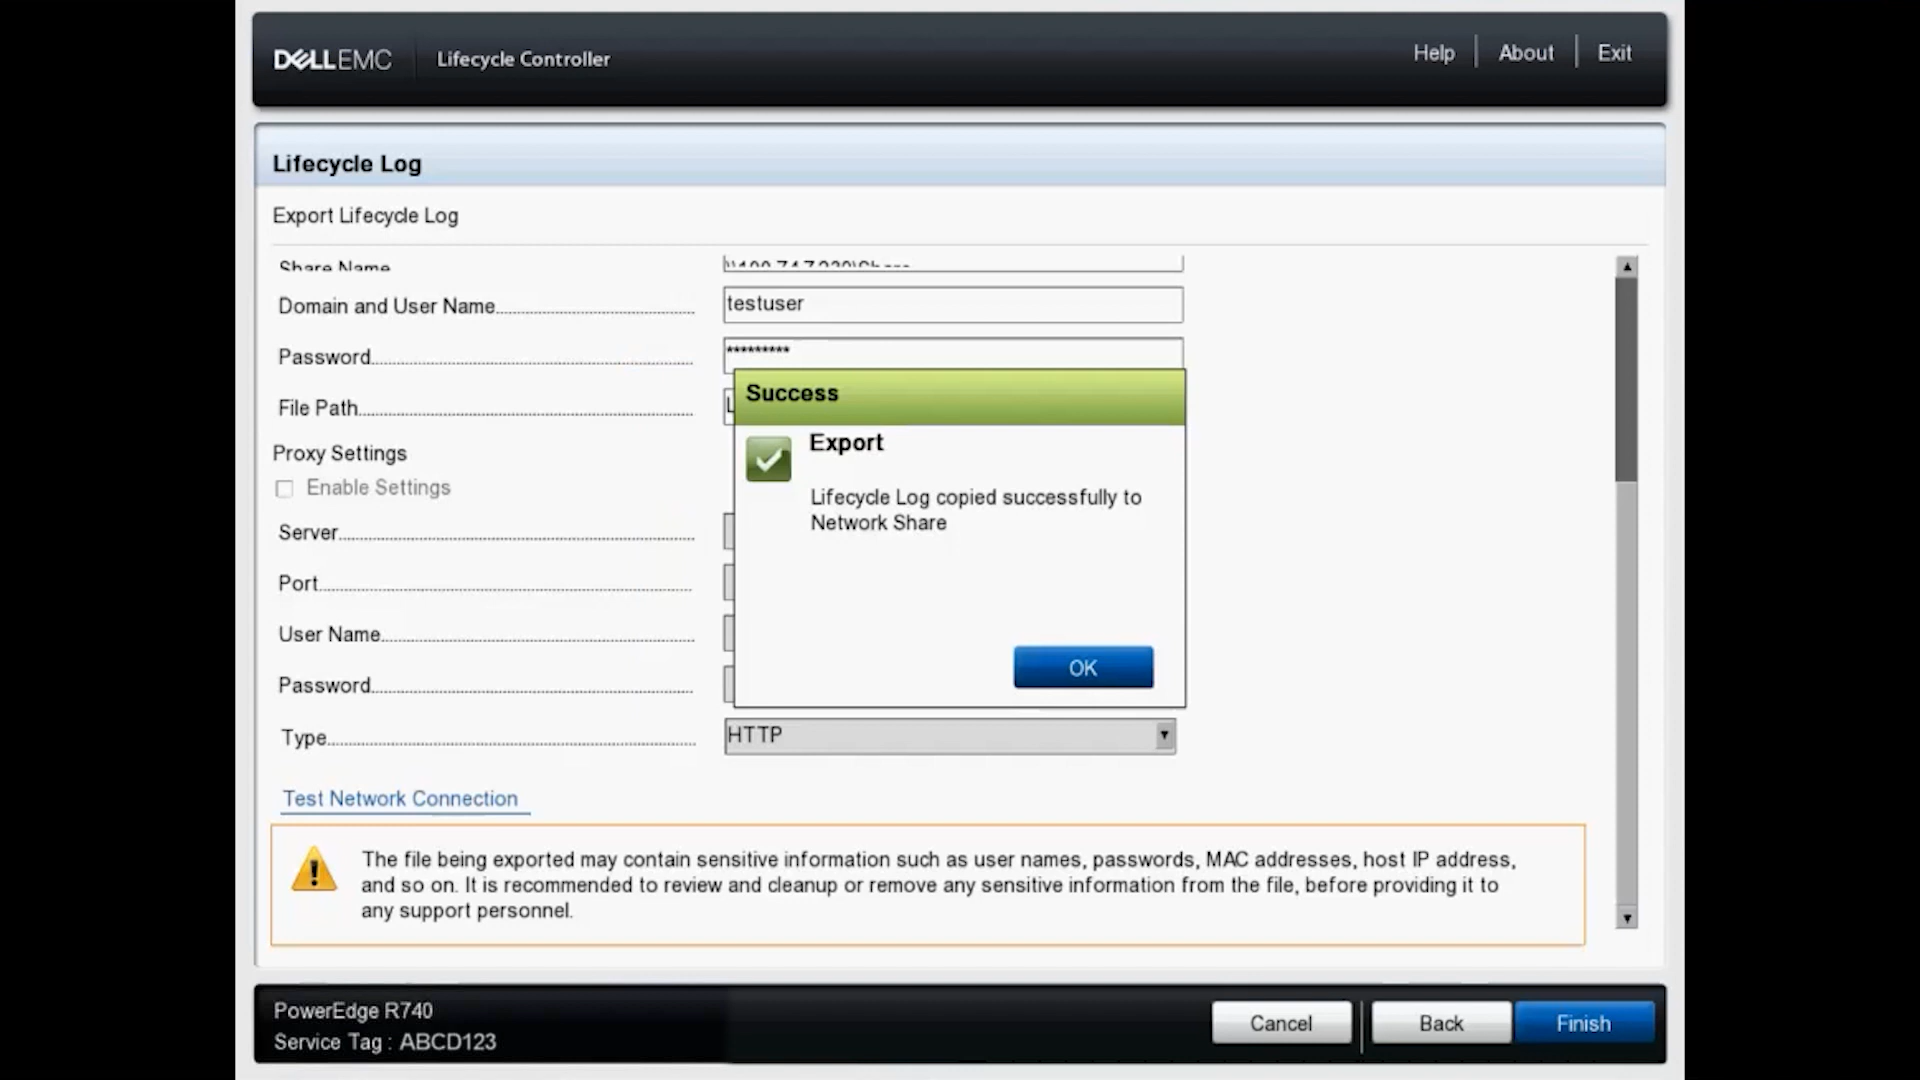 DELLEMC Lifecycle Controller Help About Exit
Lifecycle Log
Export Lifecycle Log
Share Name
Domain and User Name testuser
Password *********
File Path
Proxy Settings
Enable Settings
Server
Port
User Name
Password
Type HTTP
Success
Export
Lifecycle Log copied successfully to
Network Share
OK
Test Network Connection
The file being exported may contain sensitive information such as user names, passwords, MAC addresses, host IP address,
and so on. It is recommended to review and cleanup or remove any sensitive information from the file, before providing it to
any support personnel.
PowerEdge R740
Service Tag : ABCD123
Cancel Back Finish